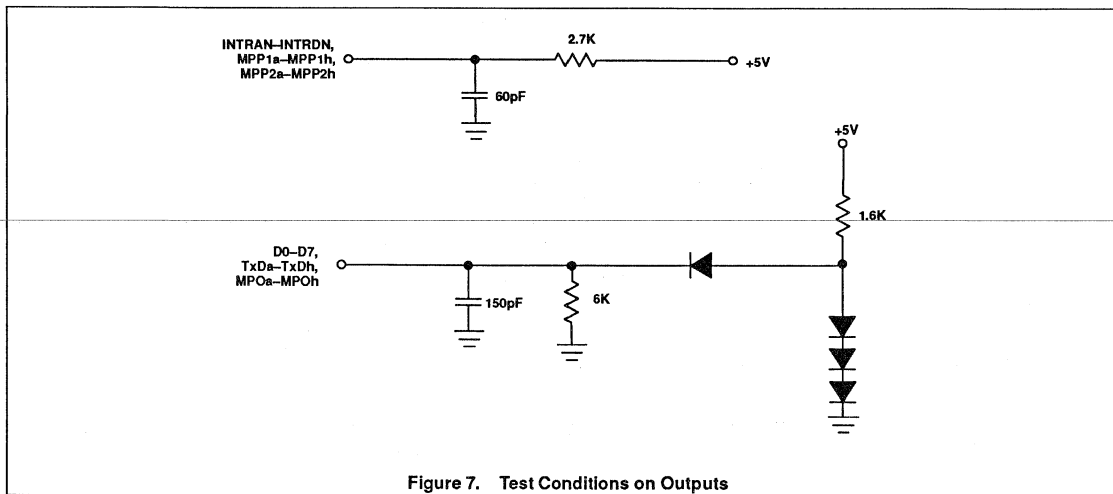 INTRAN–INTRDN,
MPP1a–MPP1h,
MPP2a–MPP2h
2.7K
+5V
60pF
+5V
1.6K
D0–D7,
TxDa–TxDh,
MPOa–MPOh
150pF
6K
Figure 7. Test Conditions on Outputs